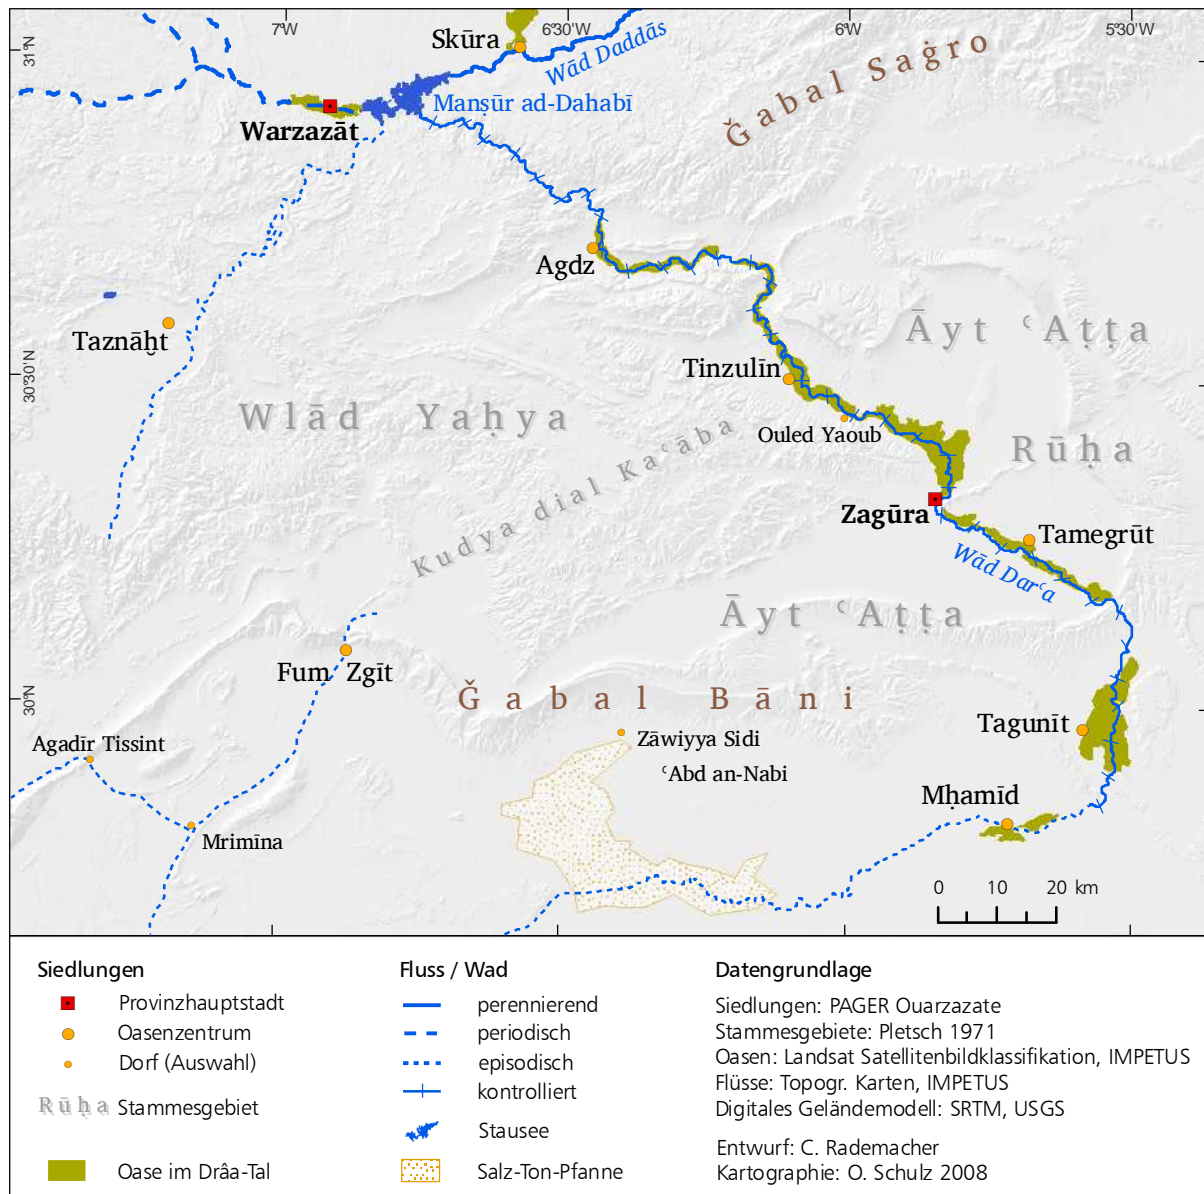 7°W
6°30'W
6°W
5°30'W
31°N
Skūra
Wād Daddās
Ǧabal Saġro
Manṣūr ad-Dahabī
Warzazāt
Agdz
Taznāḫt
Āyt ʿAṭṭa
30°30'N
Tinzulīn
Wlād Yaḥya
Ouled Yaoub
Kudya dial Kaʿāba
Rūḥa
Zagūra
Tamegrūt
Wād Darʿa
Āyt ʿAṭṭa
Fum Zgīt
30°N
Ǧabal Bāni
Tagunīt
Agadīr Tissint
Zāwiyya Sidi
ʿAbd an-Nabi
Mḥamīd
Mrimīna
0 10 20 km
Siedlungen
Provinzhauptstadt
Oasenzentrum
Dorf (Auswahl)
Rūḥa Stammesgebiet
Oase im Drâa-Tal
Fluss / Wad
perennierend
periodisch
episodisch
kontrolliert
Stausee
Salz-Ton-Pfanne
Datengrundlage
Siedlungen: PAGER Ouarzazate
Stammesgebiete: Pletsch 1971
Oasen: Landsat Satellitenbildklassifikation, IMPETUS
Flüsse: Topogr. Karten, IMPETUS
Digitales Geländemodell: SRTM, USGS
Entwurf: C. Rademacher
Kartographie: O. Schulz 2008